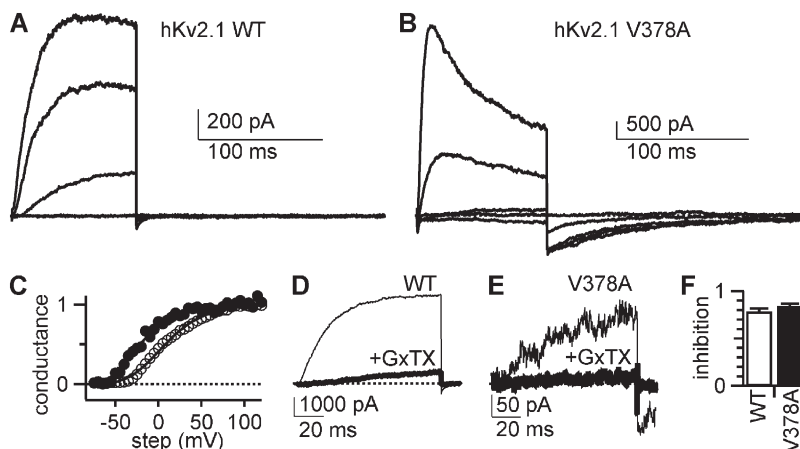 A hKv2.1 WT
200 pA
100 ms
B hKv2.1 V378A
500 pA
100 ms
C
conductance
1
0
-50 0 50 100
step (mV)
D WT
+GxTX
1000 pA
20 ms
E V378A
+GxTX
50 pA
20 ms
F
inhibition
1
0
WT
V378A